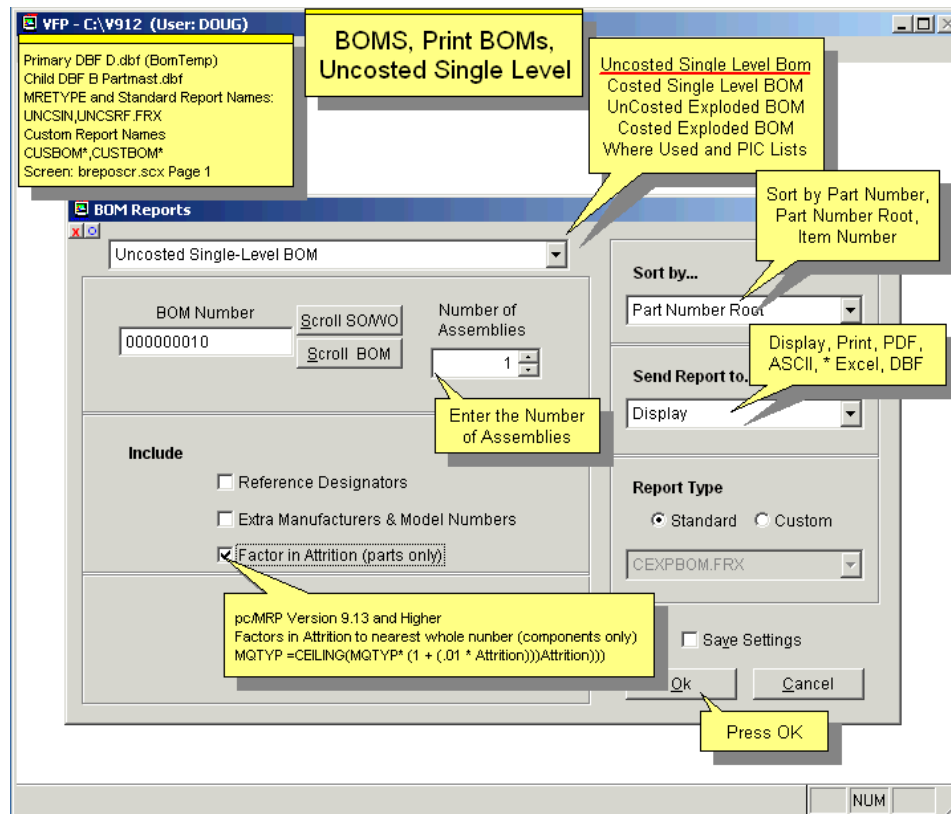 VFP - C:\V912 (User: DOUG)
Primary DBF D.dbf (BomTemp)
Child DBF B Partmast.dbf
MRETYPE and Standard Report Names:
UNCSIN,UNCSRF.FRX
Custom Report Names
CUSBOM*,CUSTBOM*
Screen: breposcr.scx Page 1
BOMS, Print BOMs,
Uncosted Single Level
Uncosted Single Level Bom
Costed Single Level BOM
UnCosted Exploded BOM
Costed Exploded BOM
Where Used and PIC Lists
Sort by Part Number,
Part Number Root,
Item Number
BOM Reports
Uncosted Single-Level BOM
BOM Number
000000010
Scroll SO/WO
Scroll BOM
Number of
Assemblies
1
Enter the Number
of Assemblies
Sort by...
Part Number Root
Display, Print, PDF,
ASCII, * Excel, DBF
Send Report to.
Display
Include
Reference Designators
Extra Manufacturers & Model Numbers
Factor in Attrition (parts only)
Report Type
Standard
Custom
CEXPBOM.FRX
pc/MRP Version 9.13 and Higher
Factors in Attrition to nearest whole nunber (components only)
MQTYP =CEILING(MQTYP* (1 + (.01 * Attrition)))Attrition)))
Save Settings
Ok
Cancel
Press OK
NUM